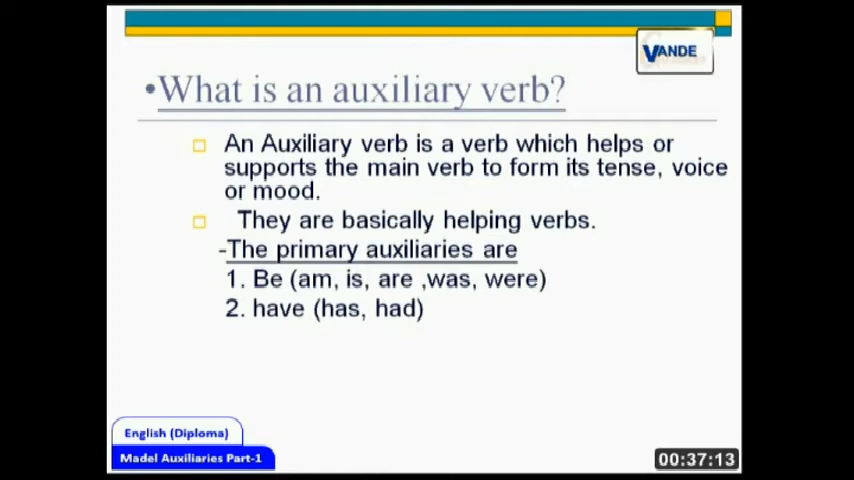 VANDE
•What is an auxiliary verb?
An Auxiliary verb is a verb which helps or
supports the main verb to form its tense, voice
or mood.
They are basically helping verbs.
-The primary auxiliaries are
1. Be (am, is, are ,was, were)
2. have (has, had)
English (Diploma)
Madel Auxiliaries Part-1
00:37:13